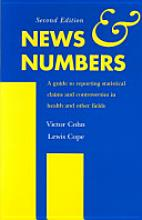 Second Edition
NEWS &
NUMBERS
A guide to reporting statistical
claims and controversies in
health and other fields
Victor Cohn
Lewis Cope